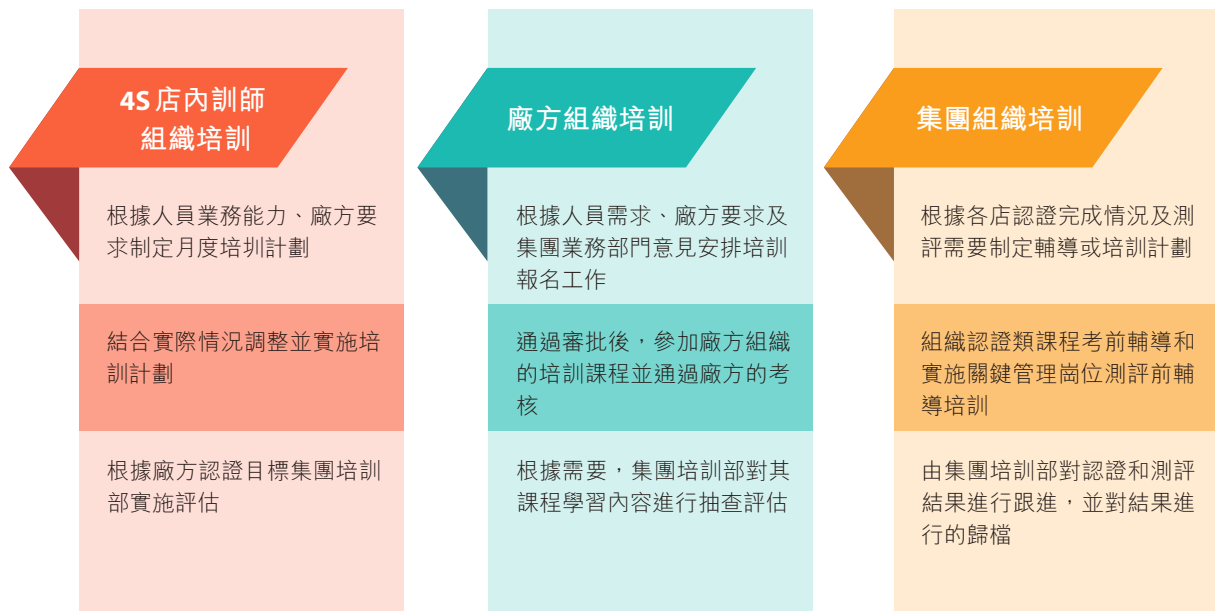 4S店內訓師
組織培訓
根據人員業務能力、廠方要
求制定月度培圳計劃
結合實際情況調整並實施培
訓計劃
根據廠方認證目標集團培訓
部實施評估
廠方組織培訓
根據人員需求、廠方要求及
集團業務部門意見安排培訓
報名工作
通過審批後，參加廠方組織
的培訓課程並通過廠方的考
核
根據需要，集團培訓部對其
課程學習內容進行抽查評估
集團組織培訓
根據各店認證完成情況及測
評需要制定輔導或培訓計劃
組織認證類課程考前輔導和
實施關鍵管理崗位測評前輔
導培訓
由集團培訓部對認證和測評
結果進行跟進，並對結果進
行的歸檔